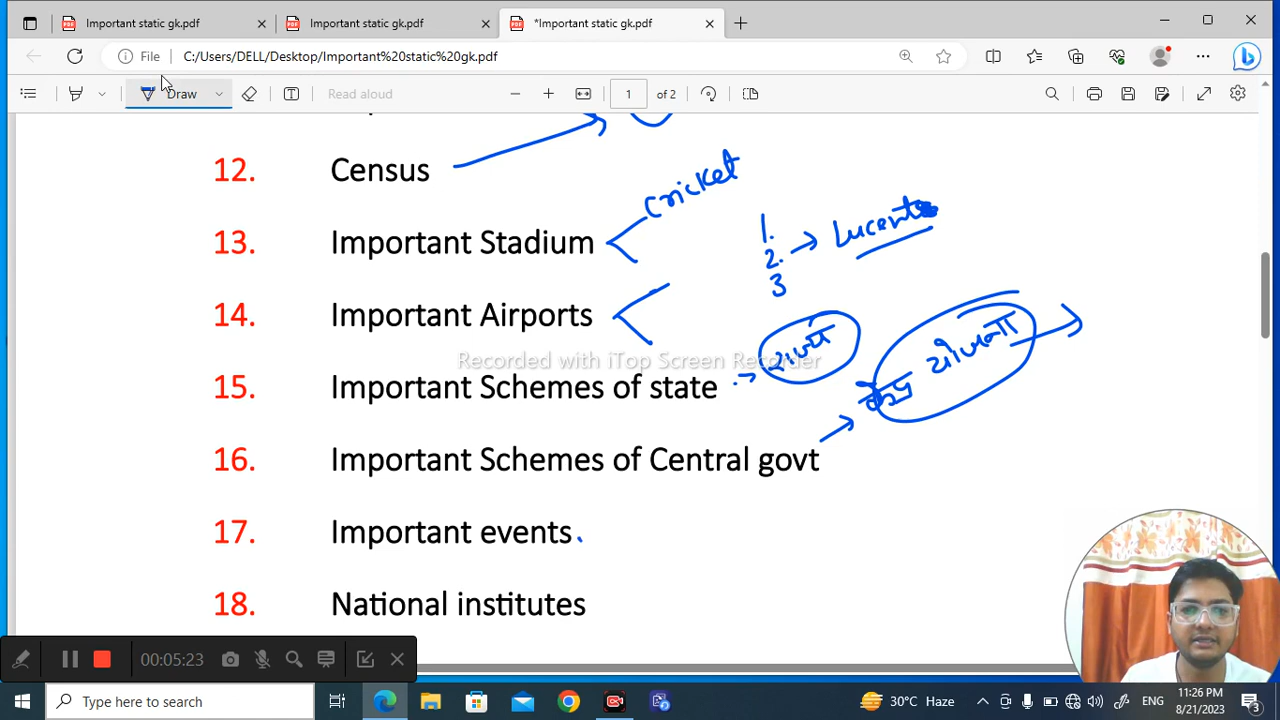 Important static gk.pdf
Important static gk.pdf
*Important static gk.pdf
File
C:/Users/DELL/Desktop/Important%20static%20gk.pdf
Draw
Read aloud
1 of 2
12. Census
Cricket
13. Important Stadium
1.
2. → Lucent
3
14. Important Airports
રાજ્ય
Recorded with iTop Screen Recorder
15. Important Schemes of state
યોજના
16. Important Schemes of Central govt
17. Important events.
18. National institutes
00:05:23
Type here to search
30°C Haze
ENG
11:26 PM
8/21/2023
3